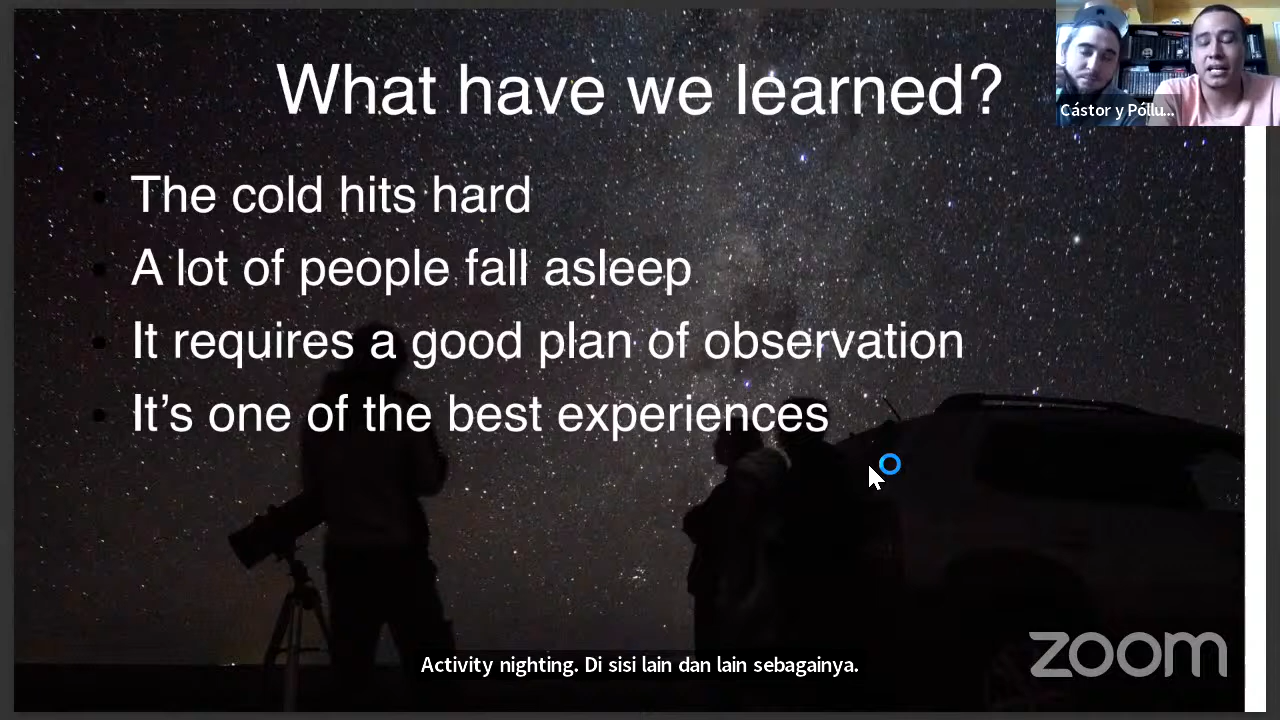 What have we learned?
Cástor y Póllu...
• The cold hits hard
• A lot of people fall asleep
• It requires a good plan of observation
• It's one of the best experiences
zoom
Activity nighting. Di sisi lain dan lain sebagainya.